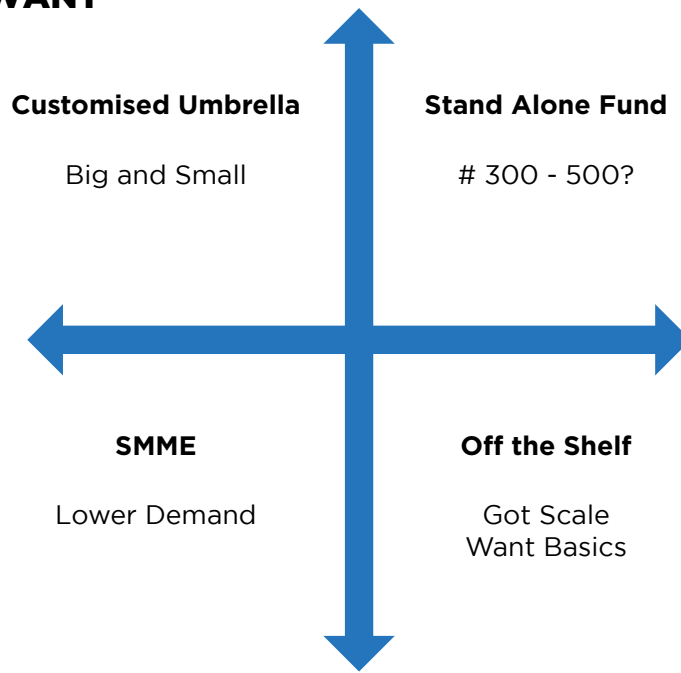 WANT
Customised Umbrella
Big and Small
Stand Alone Fund
# 300 - 500?
SMME
Lower Demand
Off the Shelf
Got Scale
Want Basics